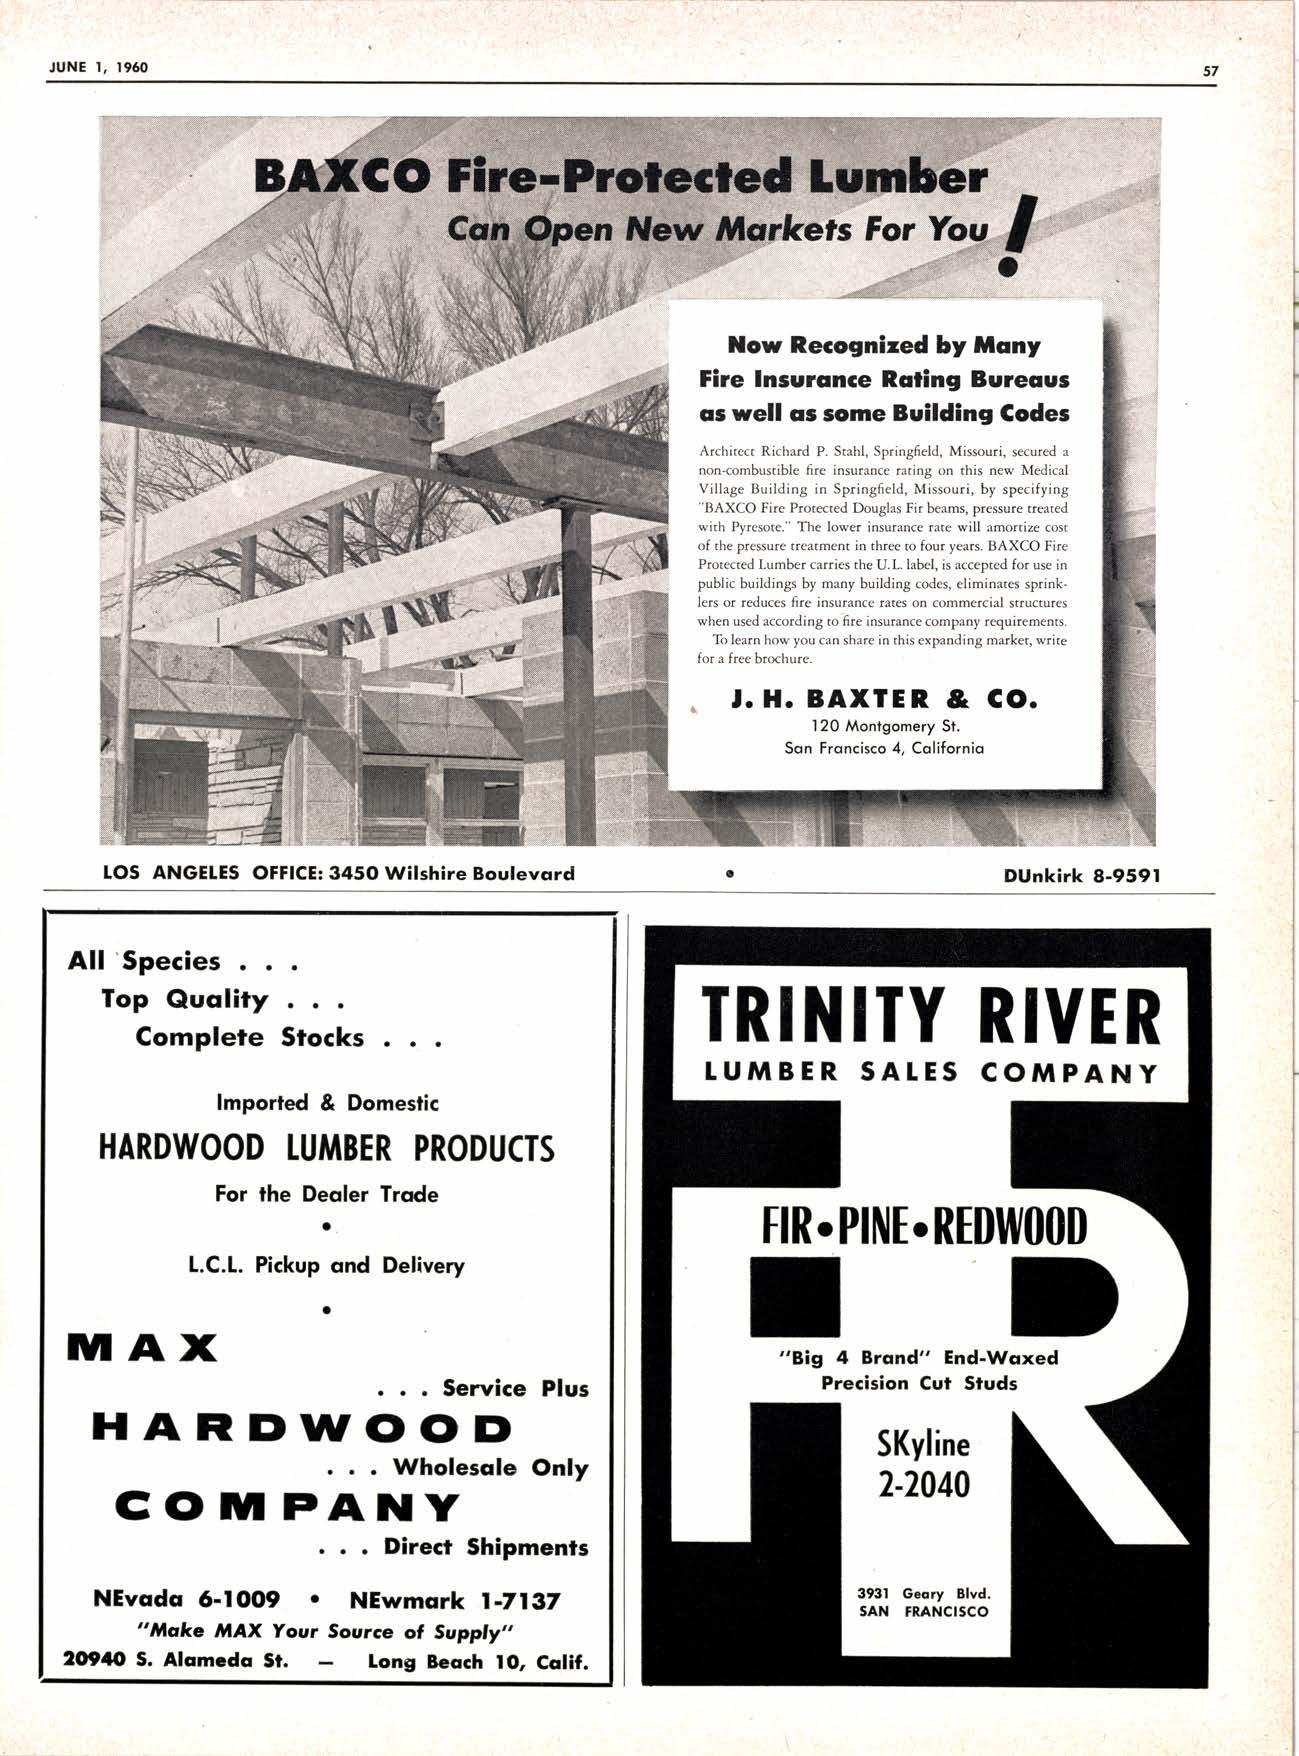 JUNE 1, 1960
57
BAXCO Fire-Protected Lumber
Can Open New Markets For You!
Now Recognized by Many
Fire Insurance Rating Bureaus
as well as some Building Codes
Architect Richard P. Stahl, Springfield, Missouri, secured a
non-combustible fire insurance rating on this new Medical
Village Building in Springfield, Missouri, by specifying
"BAXCO Fire Protected Douglas Fir beams, pressure treated
with Pyresote." The lower insurance rate will amortize cost
of the pressure treatment in three to four years. BAXCO Fire
Protected Lumber carries the U.L. label, is accepted for use in
public buildings by many building codes, eliminates sprink-
lers or reduces fire insurance rates on commercial structures
when used according to fire insurance company requirements.
To learn how you can share in this expanding market, write
for a free brochure.
J. H. BAXTER & CO.
120 Montgomery St.
San Francisco 4, California
LOS ANGELES OFFICE: 3450 Wilshire Boulevard • DUnkirk 8-9591
All Species . . .
Top Quality . . .
Complete Stocks . . .
Imported & Domestic
HARDWOOD LUMBER PRODUCTS
For the Dealer Trade
•
L.C.L. Pickup and Delivery
•
MAX
. . . Service Plus
HARDWOOD
. . . Wholesale Only
COMPANY
. . . Direct Shipments
NEvada 6-1009 • NEwmark 1-7137
"Make MAX Your Source of Supply"
20940 S. Alameda St. — Long Beach 10, Calif.
TRINITY RIVER
LUMBER SALES COMPANY
TR
FIR•PINE•REDWOOD
"Big 4 Brand" End-Waxed
Precision Cut Studs
SKyline
2-2040
3931 Geary Blvd.
SAN FRANCISCO